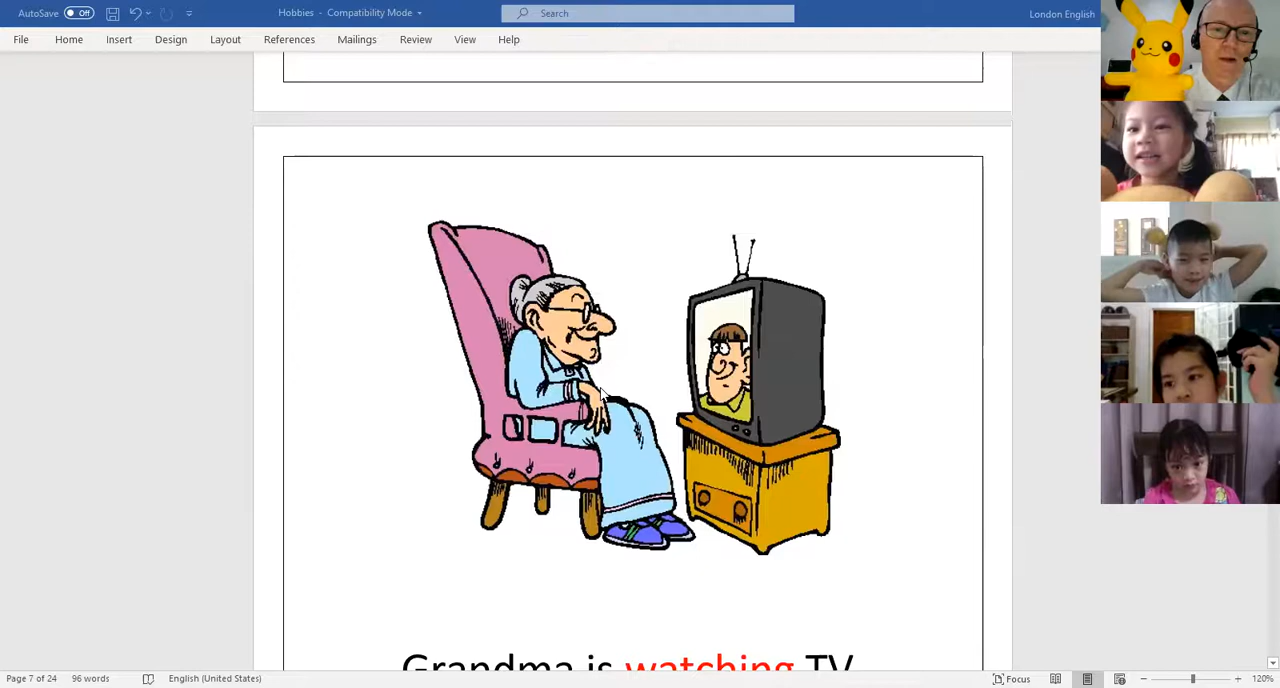 AutoSave Off Hobbies - Compatibility Mode Search London English
File Home Insert Design Layout References Mailings Review View Help
Grandma is watching TV
Page 7 of 24 96 words English (United States) Focus 120%